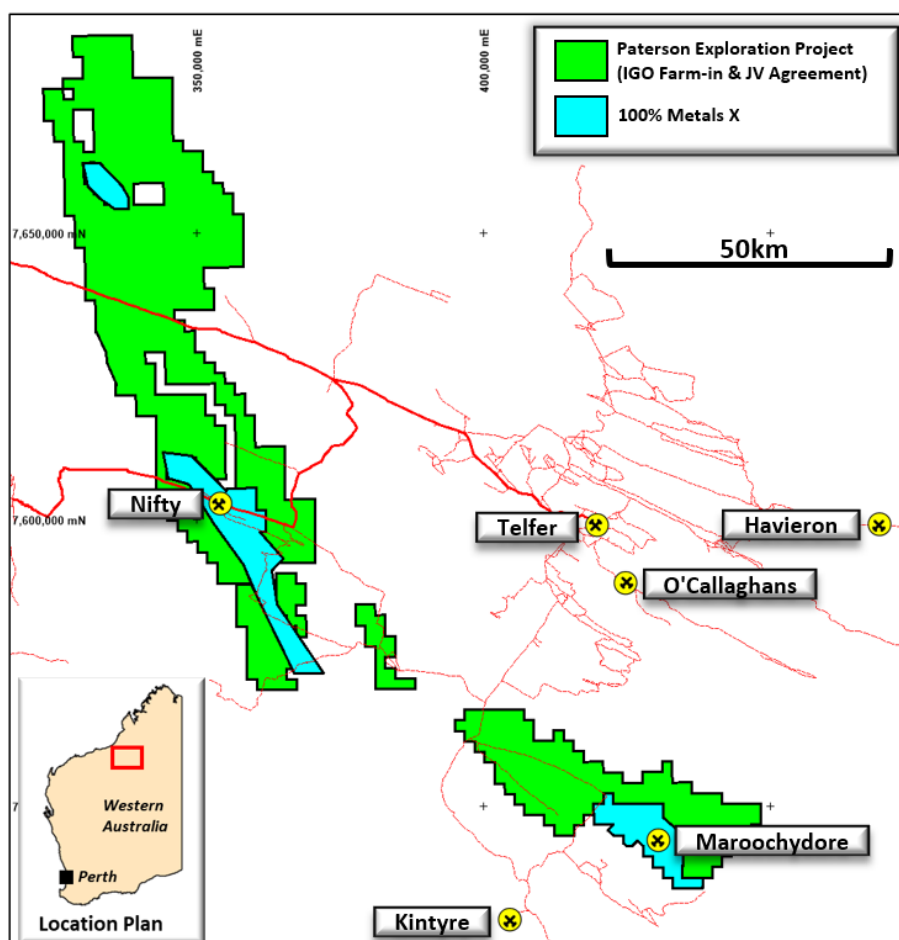 350,000 mE
400,000 mE
Paterson Exploration Project
(IGO Farm-in & JV Agreement)
100% Metals X
7,650,000 mN
50km
Nifty
7,600,000 mN
Telfer
Havieron
O'Callaghans
Western
Australia
Perth
Location Plan
7
Maroochydore
Kintyre